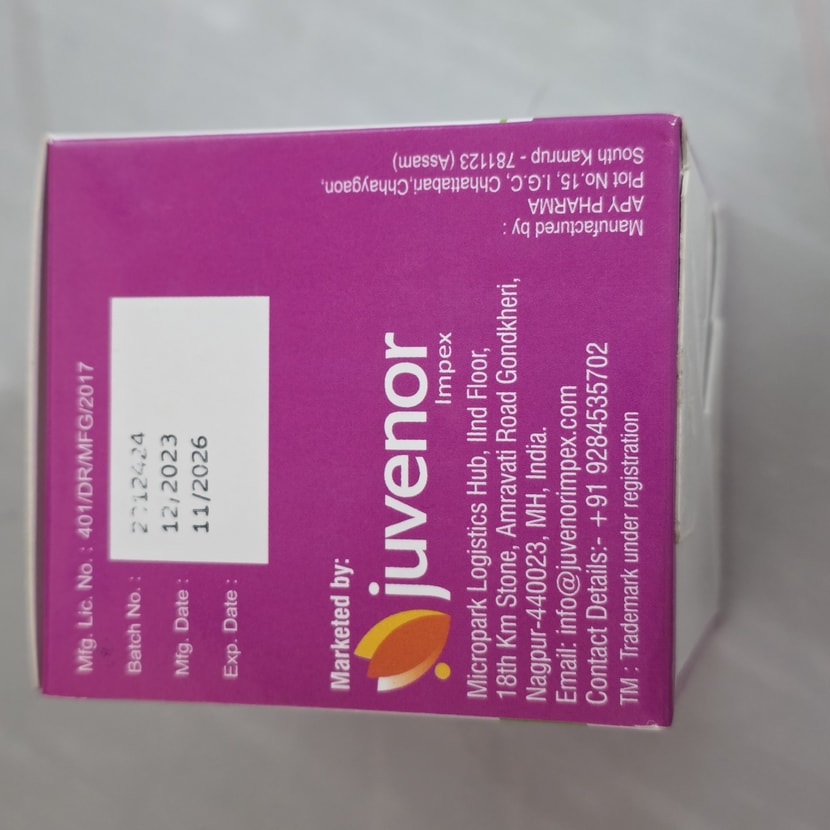 Mfg. Lic. No. : 401/DR/MFG/2017
Batch No. :
Mfg. Date : 12/2023
Exp. Date : 11/2026
Marketed by:
juvenor
Impex
Micropark Logistics Hub, IInd Floor,
18th Km Stone, Amravati Road Gondkheri,
Nagpur-440023, MH, India.
Email: info@juvenorimpex.com
Contact Details:- +91 9284535702
TM : Trademark under registration
Manufactured by :
APY PHARMA
Plot No.15, I.G.C, Chhattabari,Chhaygaon,
South Kamrup - 781123 (Assam)